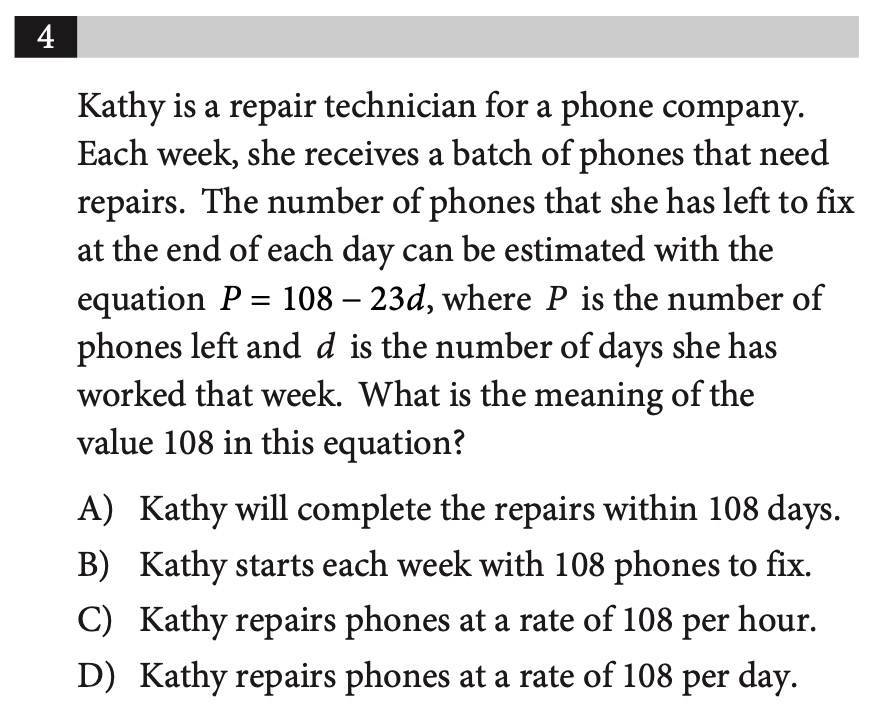 4
Kathy is a repair technician for a phone company.
Each week, she receives a batch of phones that need
repairs. The number of phones that she has left to fix
at the end of each day can be estimated with the
equation P = 108 − 23d, where P is the number of
phones left and d is the number of days she has
worked that week. What is the meaning of the
value 108 in this equation?
A) Kathy will complete the repairs within 108 days.
B) Kathy starts each week with 108 phones to fix.
C) Kathy repairs phones at a rate of 108 per hour.
D) Kathy repairs phones at a rate of 108 per day.